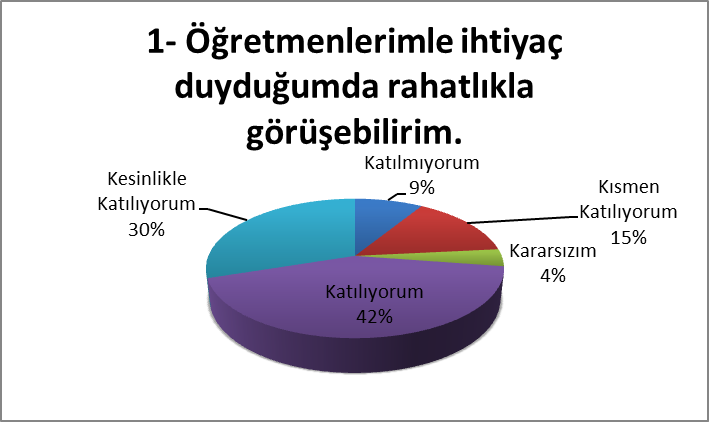 1- Öğretmenlerimle ihtiyaç
duyduğumda rahatlıkla
görüşebilirim.
Katılmıyorum
9%
Kısmen
Katılıyorum
15%
Kararsızım
4%
Katılıyorum
42%
Kesinlikle
Katılıyorum
30%